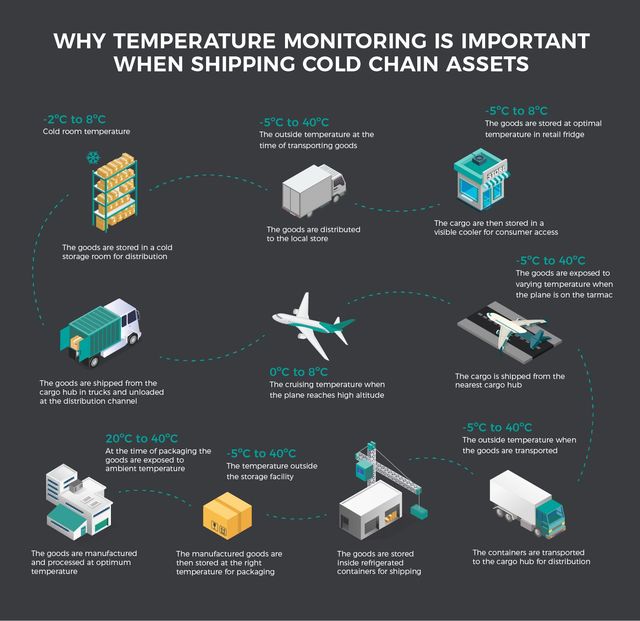 WHY TEMPERATURE MONITORING IS IMPORTANT
WHEN SHIPPING COLD CHAIN ASSETS
-2°C to 8°C
Cold room temperature
The goods are stored in a cold
storage room for distribution
-5°C to 40°C
The outside temperature at the
time of transporting goods
The goods are distributed
to the local store
-5°C to 8°C
The goods are stored at optimal
temperature in retail fridge
STORE
The cargo are then stored in a
visible cooler for consumer access
The goods are shipped from the
cargo hub in trucks and unloaded
at the distribution channel
0°C to 8°C
The cruising temperature when
the plane reaches high altitude
-5°C to 40°C
The goods are exposed to
varying temperature when
the plane is on the tarmac
The cargo is shipped from the
nearest cargo hub
20°C to 40°C
At the time of packaging the
goods are exposed to
ambient temperature
The goods are manufactured
and processed at optimum
temperature
-5°C to 40°C
The temperature outside
the storage facility
The manufactured goods are
then stored at the right
temperature for packaging
The goods are stored
inside refrigerated
containers for shipping
-5°C to 40°C
The outside temperature when
the goods are transported
The containers are transported
to the cargo hub for distribution